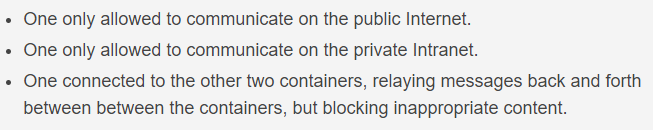 One only allowed to communicate on the public Internet.
One only allowed to communicate on the private Intranet.
One connected to the other two containers, relaying messages back and forth
between between the containers, but blocking inappropriate content.